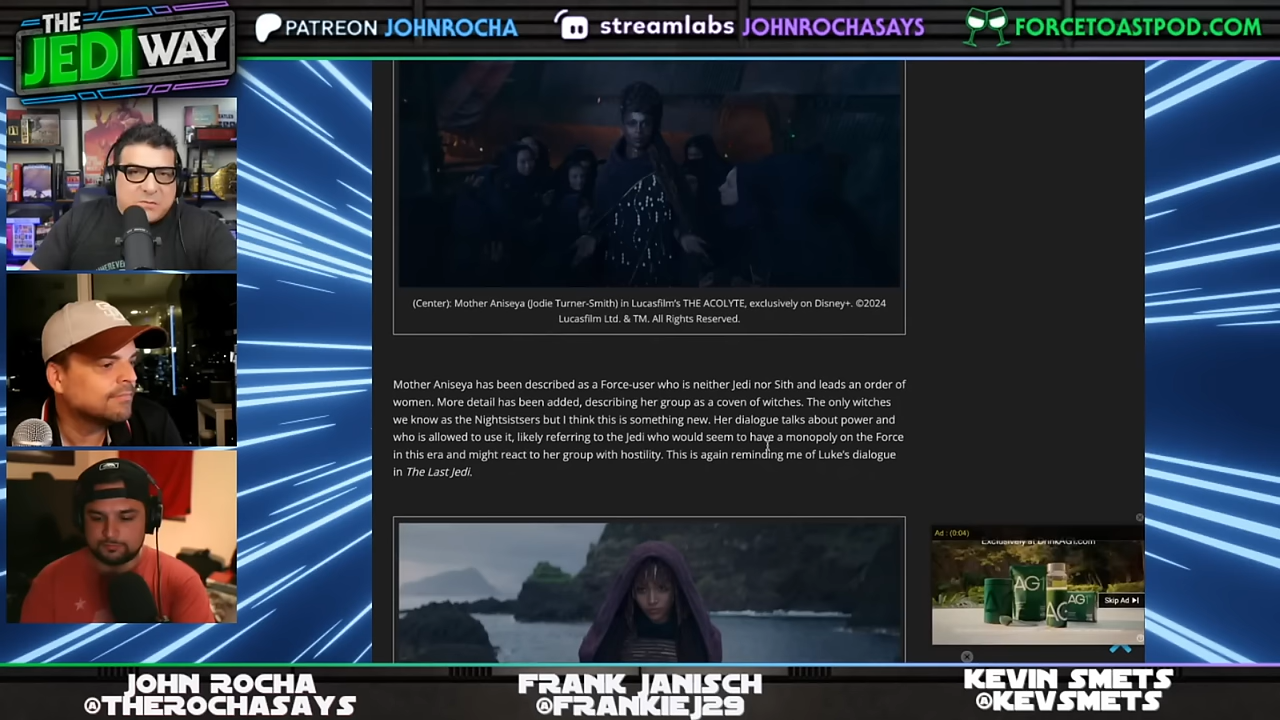 THE
JEDI WAY
PATREON JOHNROCHA
streamlabs JOHNROCHASAYS
FORCETOASTPOD.COM
(Center): Mother Aniseya (Jodie Turner-Smith) in Lucasfilm's THE ACOLYTE, exclusively on Disney+. ©2024
Lucasfilm Ltd. & TM. All Rights Reserved.
Mother Aniseya has been described as a Force-user who is neither Jedi nor Sith and leads an order of
women. More detail has been added, describing her group as a coven of witches. The only witches
we know as the Nightsistsers but I think this is something new. Her dialogue talks about power and
who is allowed to use it, likely referring to the Jedi who would seem to have a monopoly on the Force
in this era and might react to her group with hostility. This is again reminding me of Luke's dialogue
in The Last Jedi.
Ad : (0:04)
Exclusively at DrinkAG1.com
AG1
AG1
Skip Ad
JOHN ROCHA
@THEROCHASAYS
FRANK JANISCH
@FRANKIEJ29
KEVIN SMETS
@KEVSMETS